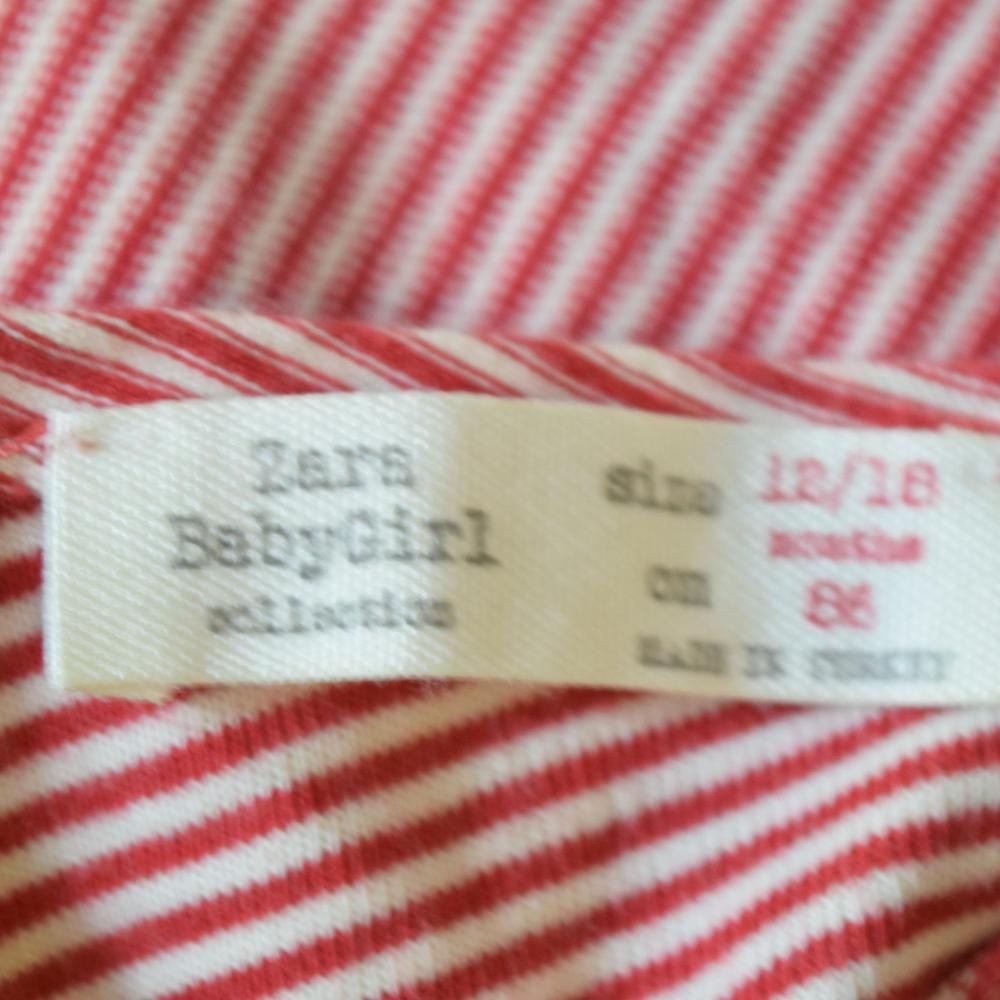 Zara
BabyGirl
collection
size 12/18
months
cm 86
MADE IN TURKEY